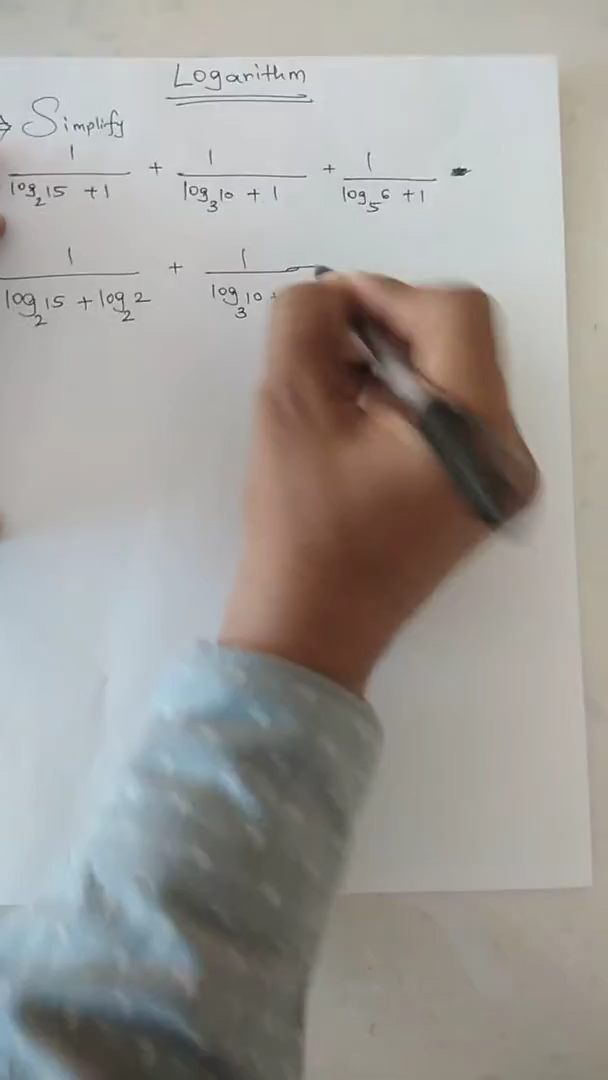 Logarithm
Simplify
1/(log₂15 + 1) + 1/(log₃10 + 1) + 1/(log₅6 + 1)
1/(log₂15 + log₂2) + 1/(log₃10 +